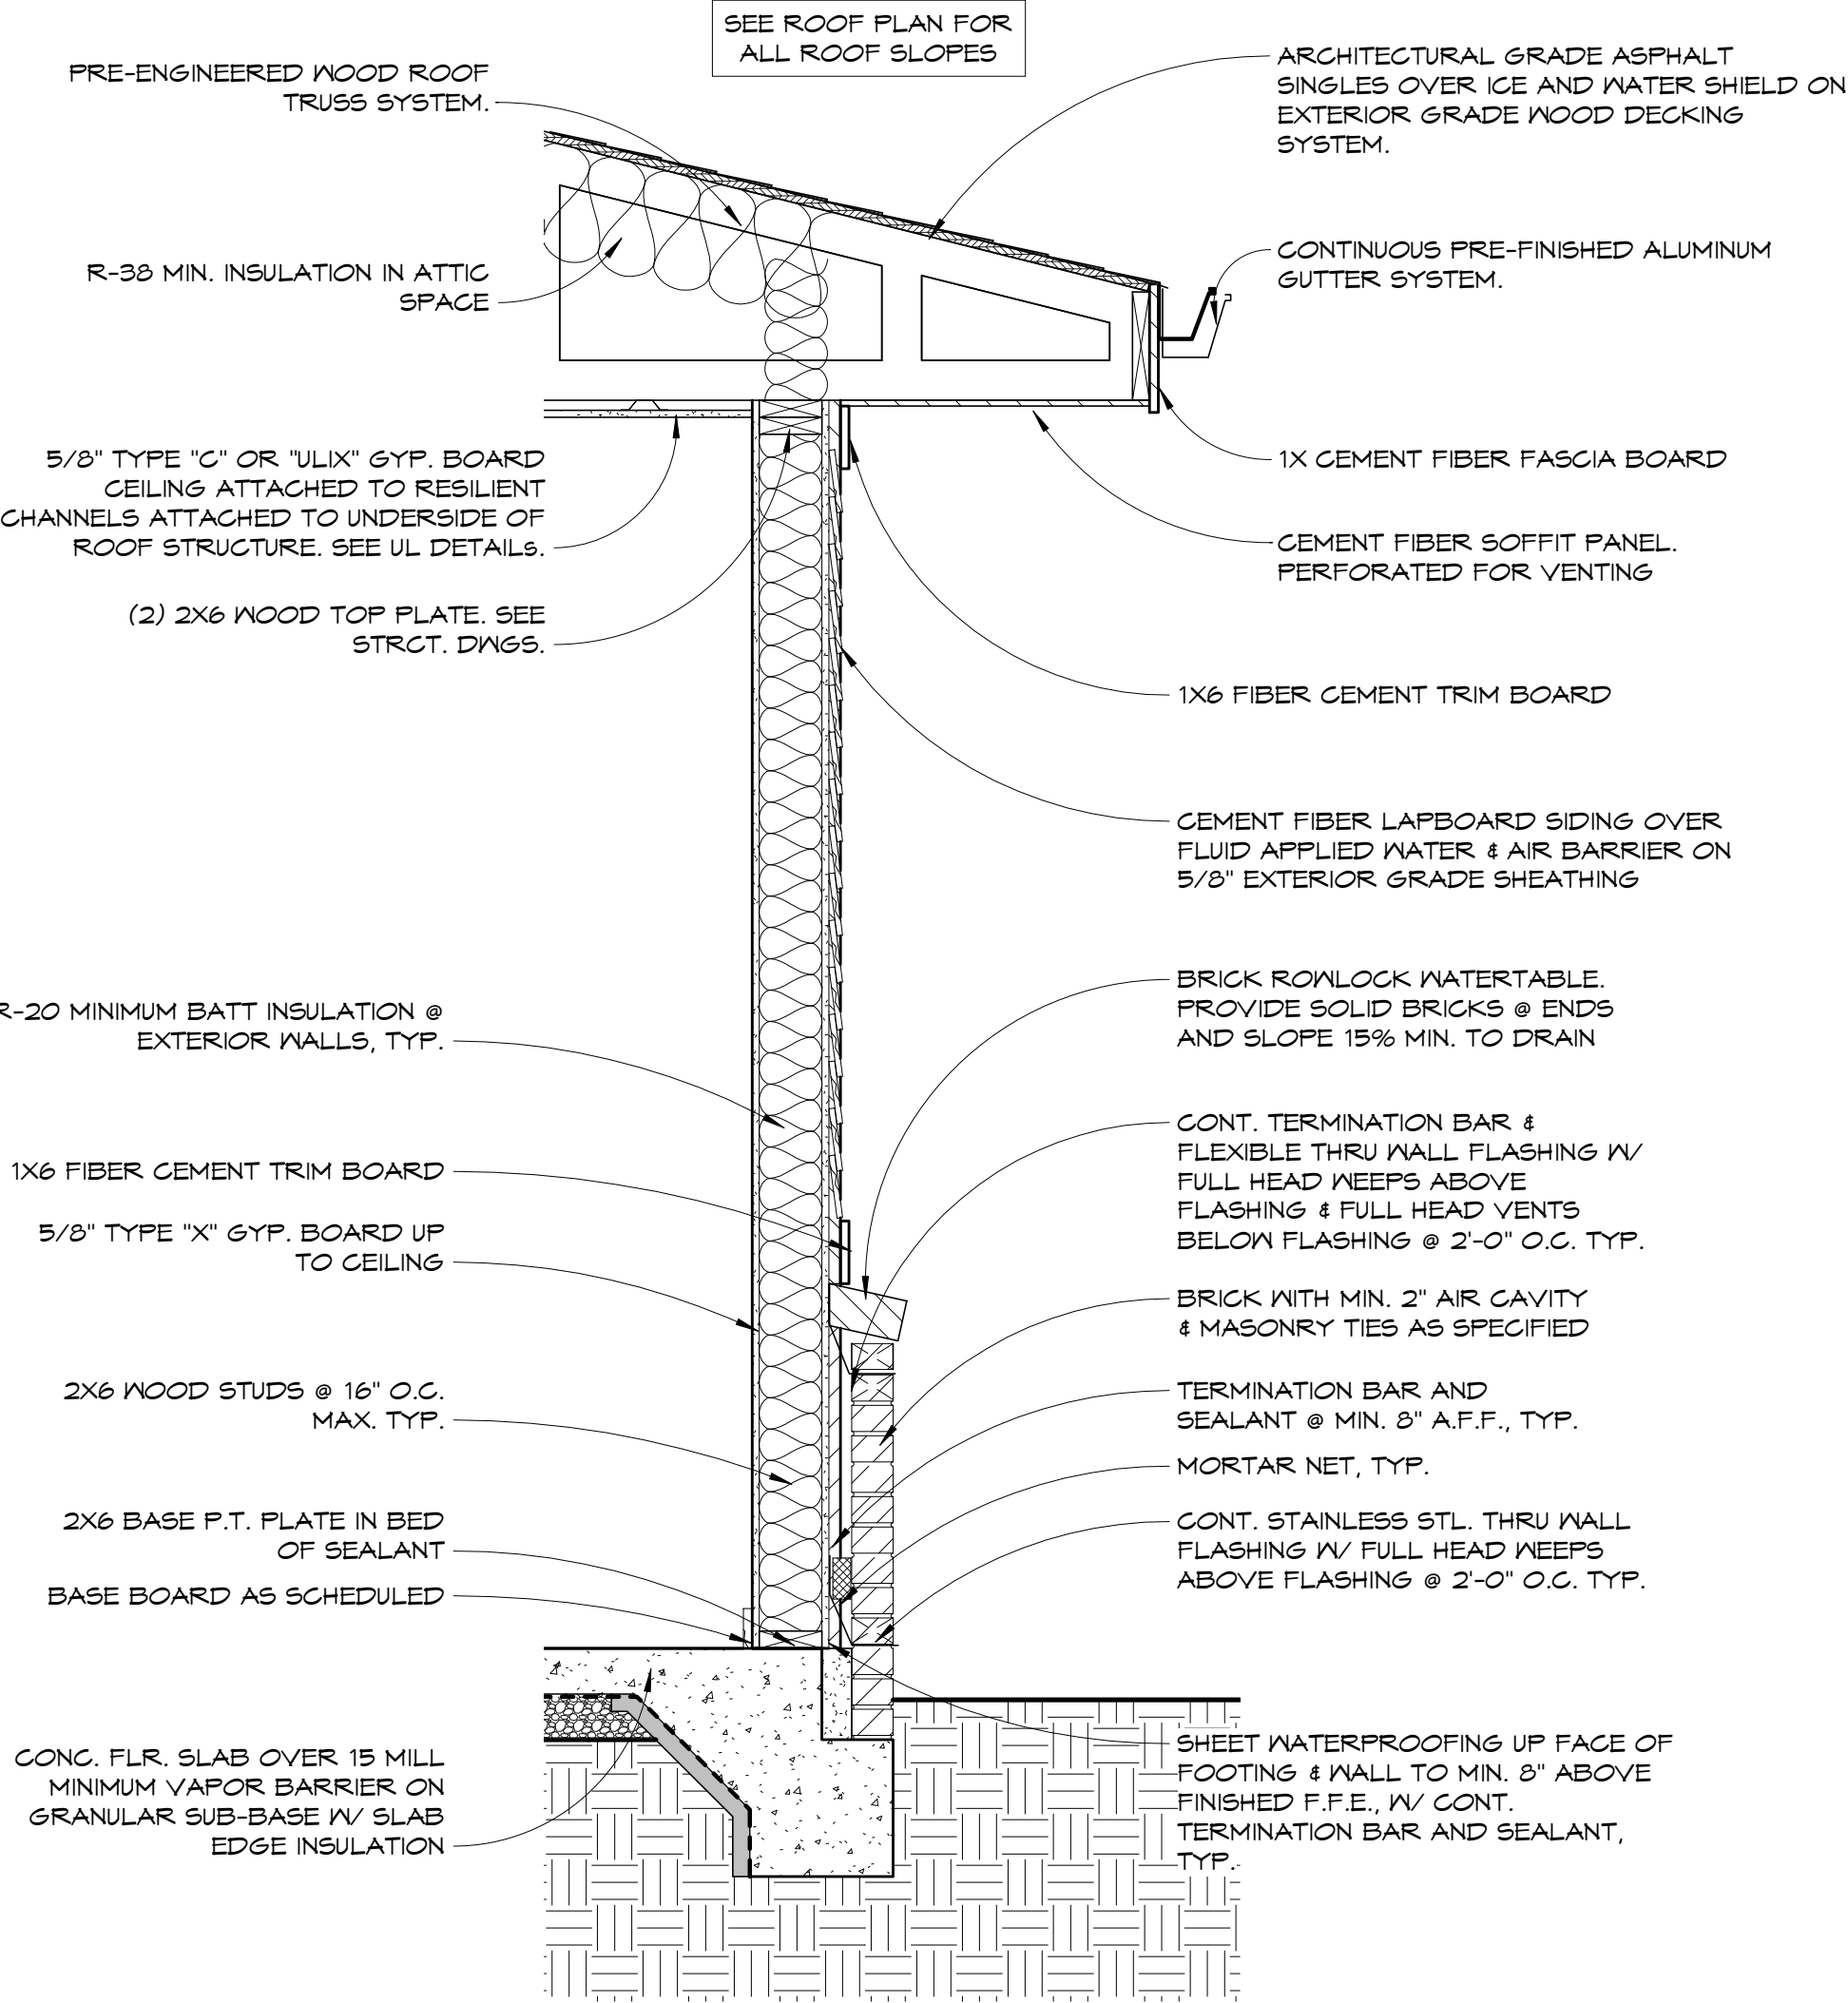 SEE ROOF PLAN FOR
ALL ROOF SLOPES
PRE-ENGINEERED WOOD ROOF
TRUSS SYSTEM.
R-38 MIN. INSULATION IN ATTIC
SPACE
5/8" TYPE "C" OR "ULIX" GYP. BOARD
CEILING ATTACHED TO RESILIENT
CHANNELS ATTACHED TO UNDERSIDE OF
ROOF STRUCTURE. SEE UL DETAILs.
(2) 2X6 WOOD TOP PLATE. SEE
STRCT. DWGS.
R-20 MINIMUM BATT INSULATION @
EXTERIOR WALLS, TYP.
1X6 FIBER CEMENT TRIM BOARD
5/8" TYPE "X" GYP. BOARD UP
TO CEILING
2X6 WOOD STUDS @ 16" O.C.
MAX. TYP.
2X6 BASE P.T. PLATE IN BED
OF SEALANT
BASE BOARD AS SCHEDULED
CONC. FLR. SLAB OVER 15 MILL
MINIMUM VAPOR BARRIER ON
GRANULAR SUB-BASE W/ SLAB
EDGE INSULATION
ARCHITECTURAL GRADE ASPHALT
SINGLES OVER ICE AND WATER SHIELD ON
EXTERIOR GRADE WOOD DECKING
SYSTEM.
CONTINUOUS PRE-FINISHED ALUMINUM
GUTTER SYSTEM.
1X CEMENT FIBER FASCIA BOARD
CEMENT FIBER SOFFIT PANEL.
PERFORATED FOR VENTING
1X6 FIBER CEMENT TRIM BOARD
CEMENT FIBER LAPBOARD SIDING OVER
FLUID APPLIED WATER & AIR BARRIER ON
5/8" EXTERIOR GRADE SHEATHING
BRICK ROWLOCK WATERTABLE.
PROVIDE SOLID BRICKS @ ENDS
AND SLOPE 15% MIN. TO DRAIN
CONT. TERMINATION BAR &
FLEXIBLE THRU WALL FLASHING W/
FULL HEAD WEEPS ABOVE
FLASHING & FULL HEAD VENTS
BELOW FLASHING @ 2'-0" O.C. TYP.
BRICK WITH MIN. 2" AIR CAVITY
& MASONRY TIES AS SPECIFIED
TERMINATION BAR AND
SEALANT @ MIN. 8" A.F.F., TYP.
MORTAR NET, TYP.
CONT. STAINLESS STL. THRU WALL
FLASHING W/ FULL HEAD WEEPS
ABOVE FLASHING @ 2'-0" O.C. TYP.
SHEET WATERPROOFING UP FACE OF
FOOTING & WALL TO MIN. 8" ABOVE
FINISHED F.F.E., W/ CONT.
TERMINATION BAR AND SEALANT,
TYP.